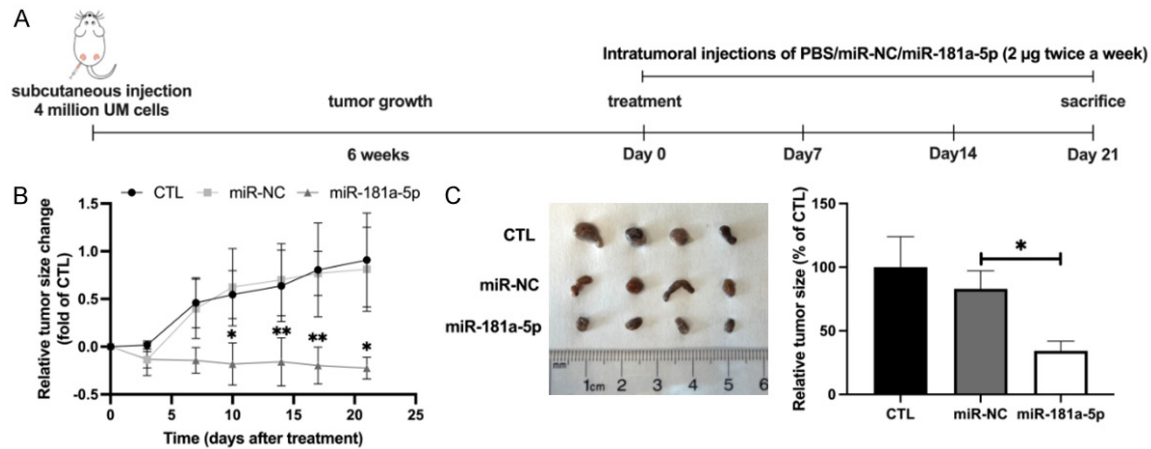 A
Intratumoral injections of PBS/miR-NC/miR-181a-5p (2 µg twice a week)
subcutaneous injection
4 million UM cells
tumor growth
treatment
sacrifice
6 weeks
Day 0
Day7
Day14
Day 21
B
CTL
miR-NC
miR-181a-5p
Relative tumor size change
(fold of CTL)
1.5
1.0
0.5
0.0
-0.5
*
**
**
*
0
5
10
15
20
25
Time (days after treatment)
C
CTL
miR-NC
miR-181a-5p
mm
1cm 2 3 4 5 6
Relative tumor size (% of CTL)
150
100
50
0
*
CTL
miR-NC
miR-181a-5p